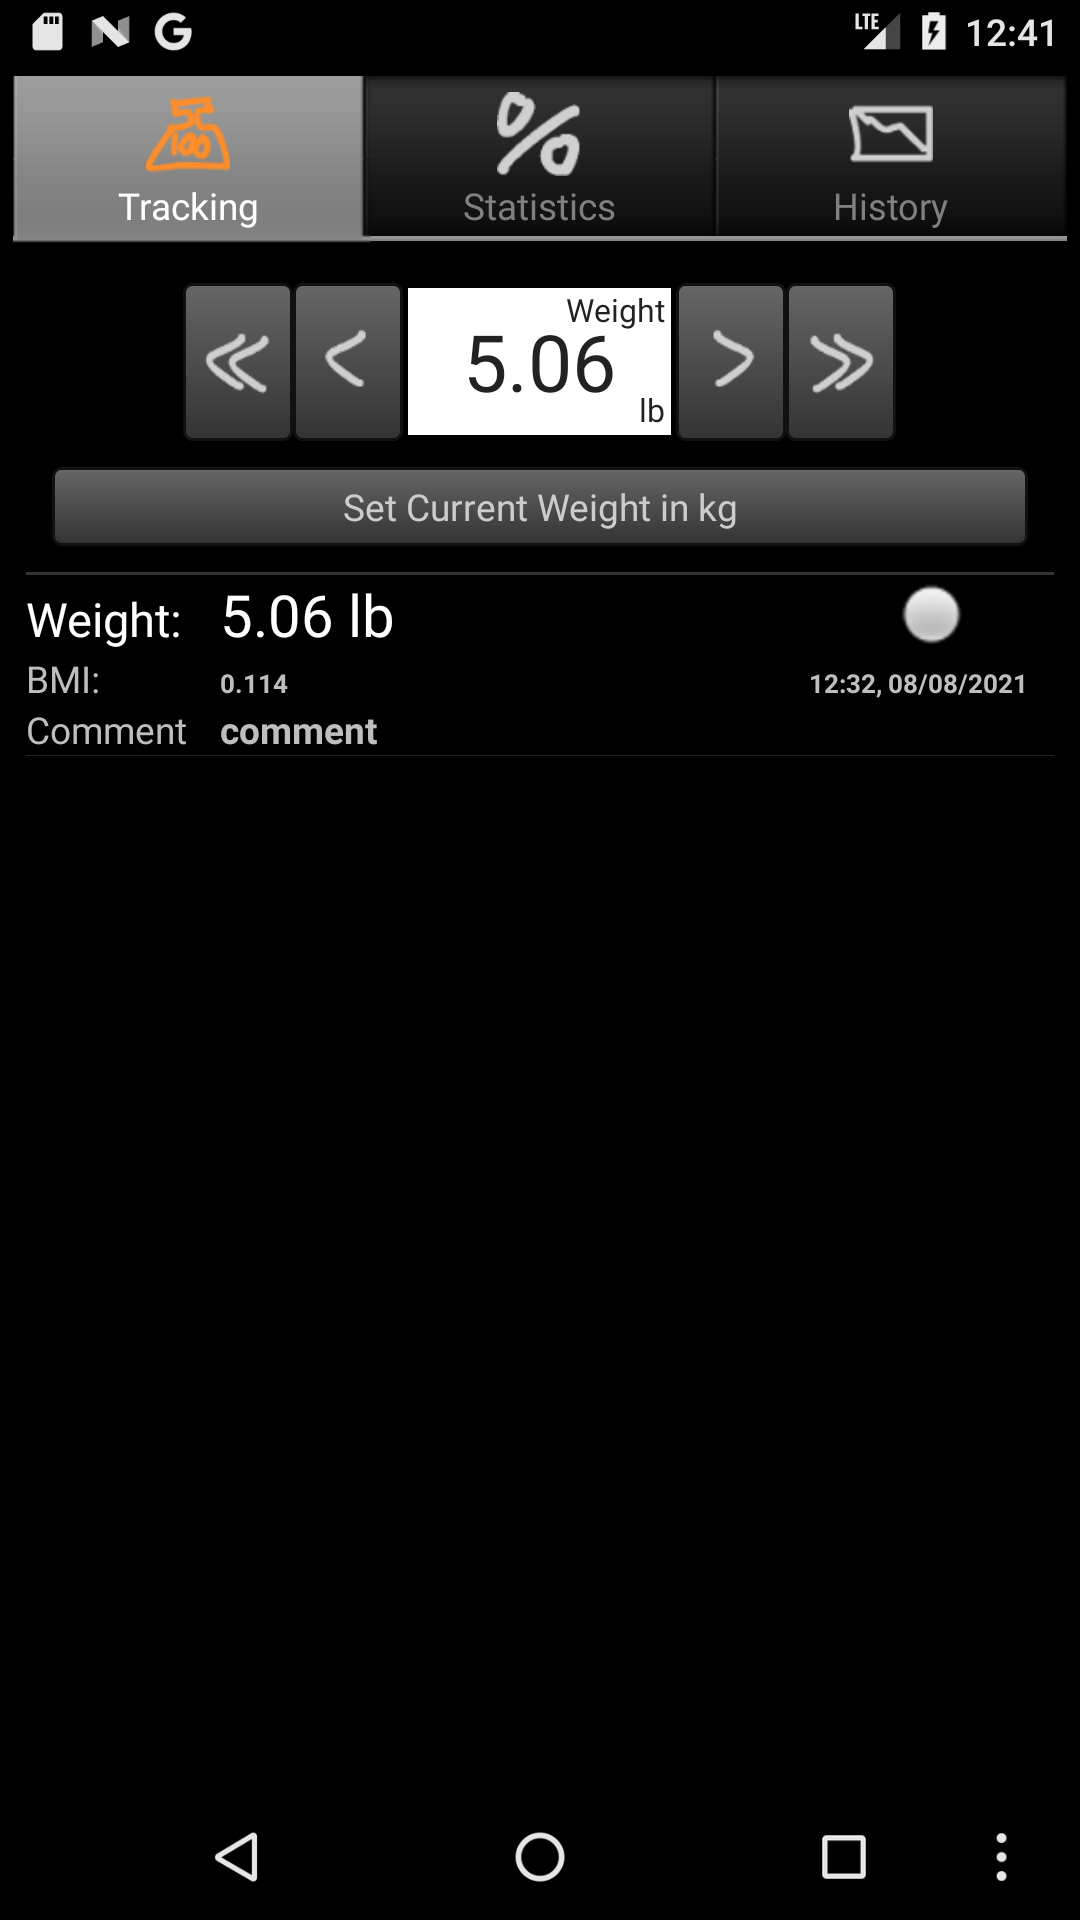 LTE 12:41
100
Tracking
Statistics
History
Weight
5.06
lb
Set Current Weight in kg
Weight: 5.06 lb
BMI: 0.114 12:32, 08/08/2021
Comment comment